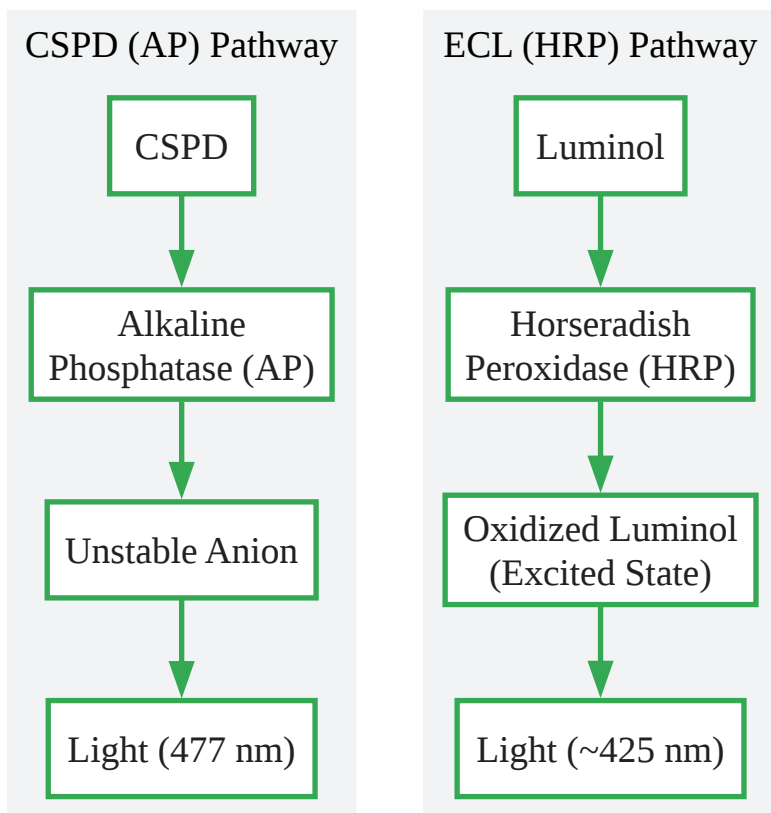 CSPD (AP) Pathway
CSPD
Alkaline
Phosphatase (AP)
Unstable Anion
Light (477 nm)
ECL (HRP) Pathway
Luminol
Horseradish
Peroxidase (HRP)
Oxidized Luminol
(Excited State)
Light (~425 nm)